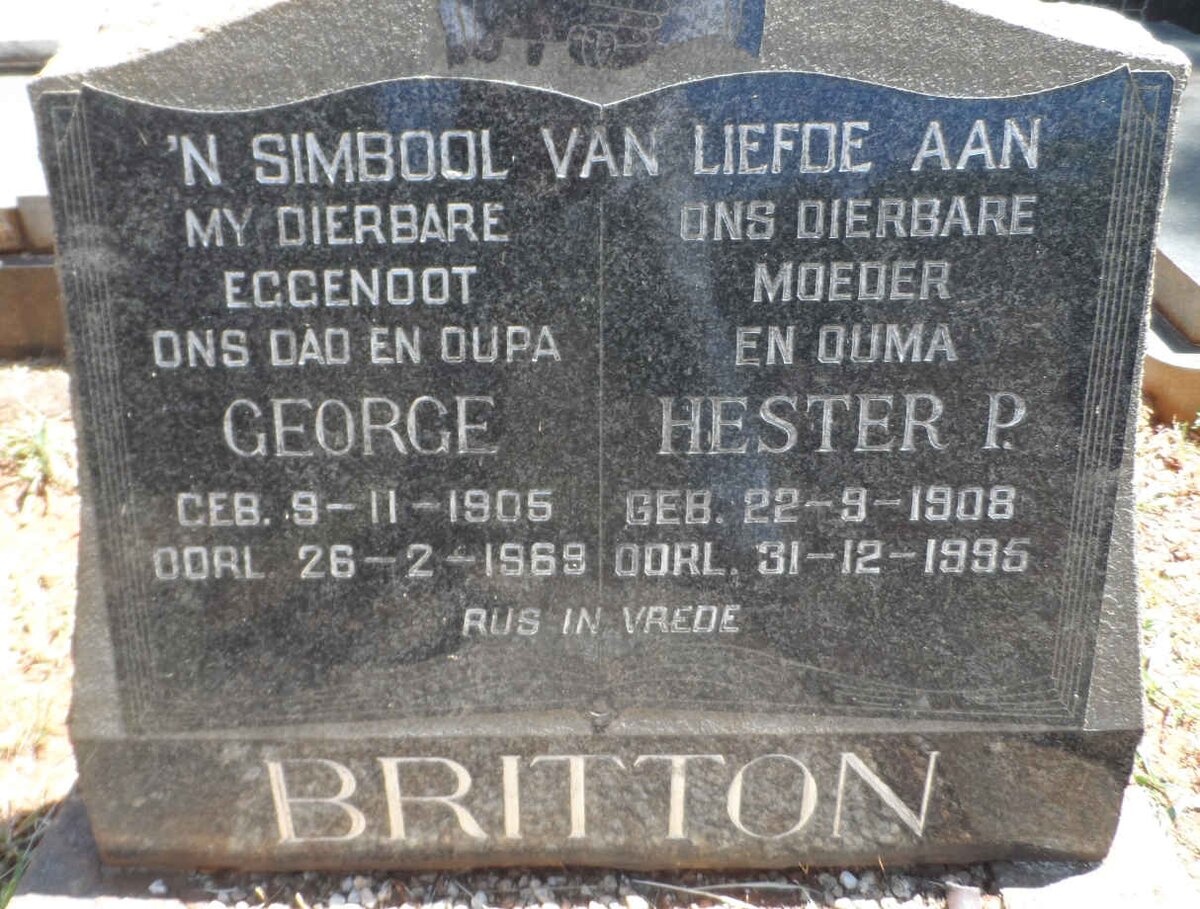 'N SIMBOOL VAN LIEFDE AAN
MY DIERBARE
EGGENOOT
ONS DAD EN OUPA
GEORGE
GEB. 9-11-1905
OORL 26-2-1969
ONS DIERBARE
MOEDER
EN OUMA
HESTER P.
GEB. 22-9-1908
OORL. 31-12-1995
RUS IN VREDE
BRITTON